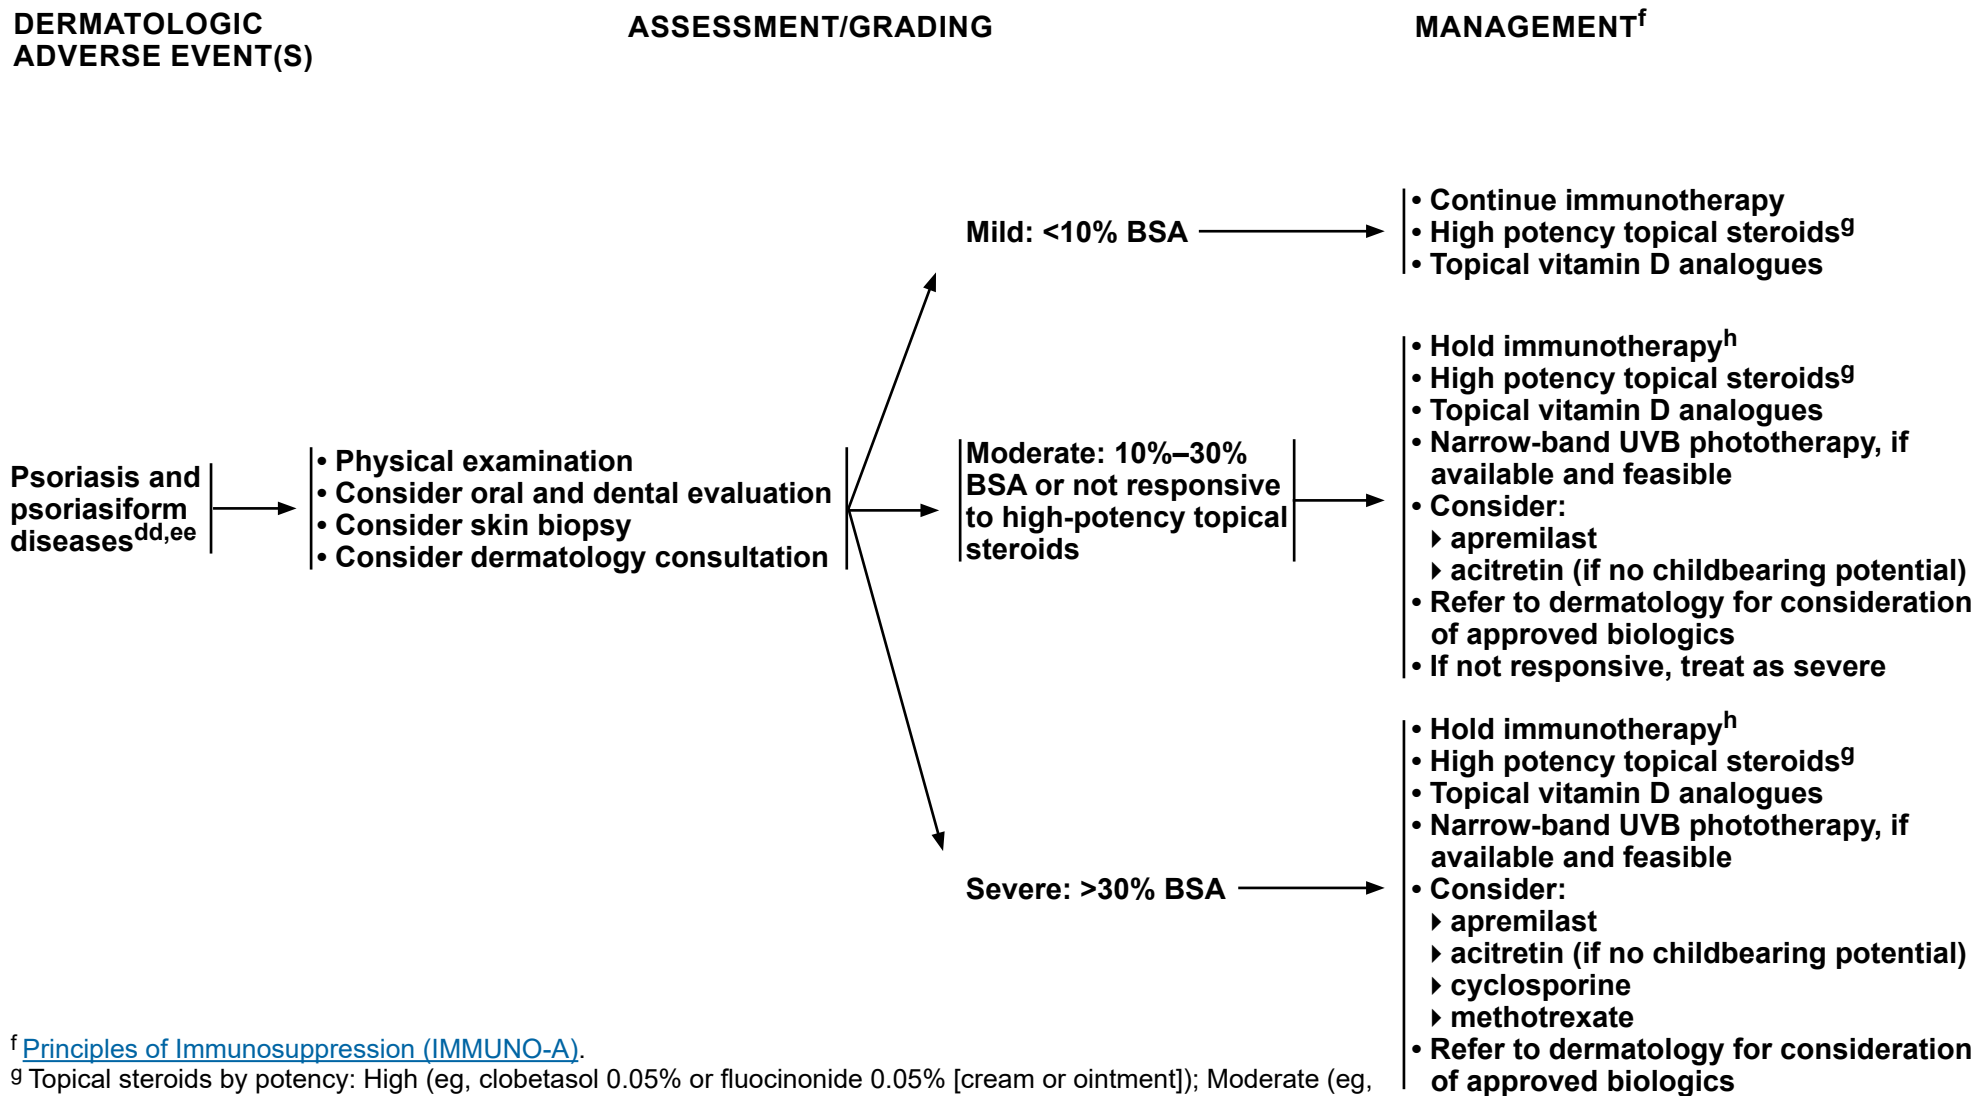 DERMATOLOGIC
ADVERSE EVENT(S)
ASSESSMENT/GRADING
MANAGEMENTf
Psoriasis and
psoriasiform
diseasesdd,ee
• Physical examination
• Consider oral and dental evaluation
• Consider skin biopsy
• Consider dermatology consultation
Mild: <10% BSA
• Continue immunotherapy
• High potency topical steroidsg
• Topical vitamin D analogues
Moderate: 10%–30%
BSA or not responsive
to high-potency topical
steroids
• Hold immunotherapyh
• High potency topical steroidsg
• Topical vitamin D analogues
• Narrow-band UVB phototherapy, if
available and feasible
• Consider:
▸ apremilast
▸ acitretin (if no childbearing potential)
• Refer to dermatology for consideration
of approved biologics
• If not responsive, treat as severe
Severe: >30% BSA
• Hold immunotherapyh
• High potency topical steroidsg
• Topical vitamin D analogues
• Narrow-band UVB phototherapy, if
available and feasible
• Consider:
▸ apremilast
▸ acitretin (if no childbearing potential)
▸ cyclosporine
▸ methotrexate
• Refer to dermatology for consideration
of approved biologics
f Principles of Immunosuppression (IMMUNO-A).
g Topical steroids by potency: High (eg, clobetasol 0.05% or fluocinonide 0.05% [cream or ointment]); Moderate (eg,